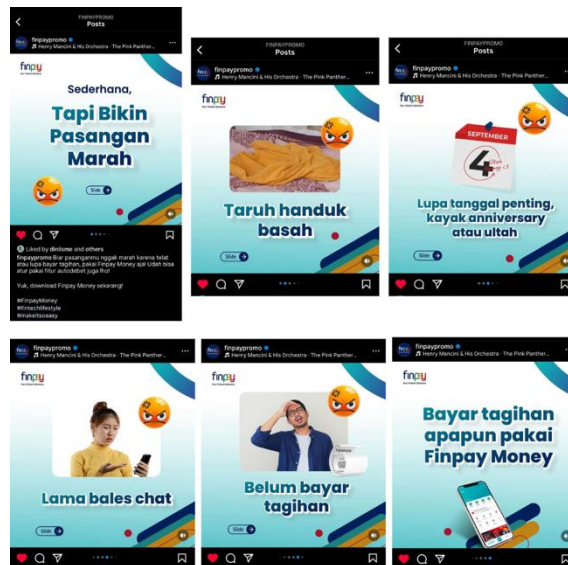 FINPAYPROMO
Posts
finpaypromo
Henry Mancini & His Orchestra · The Pink Panther...
finpay
Sederhana,
Tapi Bikin
Pasangan
Marah
Slide
Liked by diniisme and others
finpaypromo Biar pasanganmu nggak marah karena telat
atau lupa bayar tagihan, pakai Finpay Money aja! Udah bisa
atur pakai fitur autodebet juga lho!
Yuk, download Finpay Money sekarang!
#FinpayMoney
#fintechlifestyle
#makeitsoeasy
FINPAYPROMO
Posts
finpaypromo
Henry Mancini & His Orchestra · The Pink Panther...
finpay
Taruh handuk
basah
Slide
FINPAYPROMO
Posts
finpaypromo
Henry Mancini & His Orchestra · The Pink Panther...
finpay
SEPTEMBER
4
Lupa tanggal penting,
kayak anniversary
atau ultah
Slide
finpaypromo
Henry Mancini & His Orchestra · The Pink Panther...
finpay
Lama bales chat
Slide
finpaypromo
Henry Mancini & His Orchestra · The Pink Panther...
finpay
Belum bayar
tagihan
Slide
finpaypromo
Henry Mancini & His Orchestra · The Pink Panther...
finpay
Bayar tagihan
apapun pakai
Finpay Money